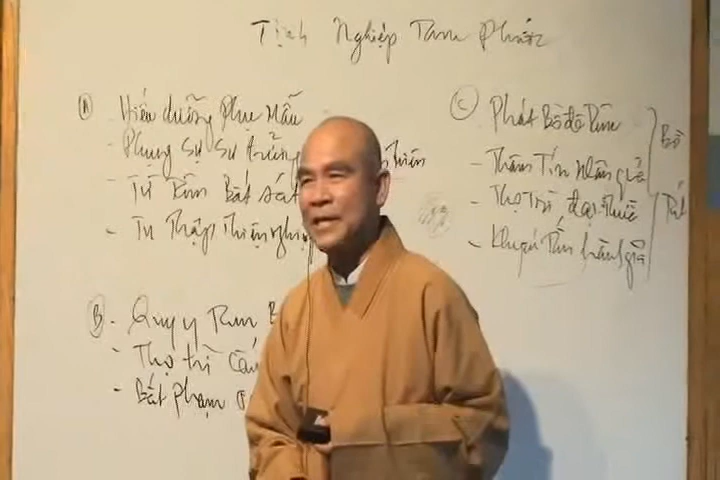 Tịnh Nghiệp Tam Phước
(A) Hiếu dưỡng Phụ Mẫu
- Phụng Sự Sư trưởng
- Từ Tâm Bất sát
- Tu Thập Thiện nghiệp
(B) - Quy y Tam
- Thọ trì
- Bất phạm
(C) Phát Bồ đề Tâm
- Thâm Tín Nhân quả
- Thọ Trì đại Thừa
- Khuyến Tấn hành giả
Bồ
Tát